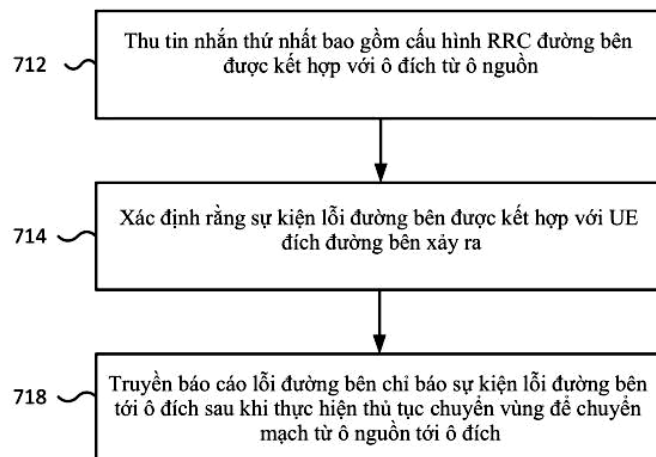 712
Thu tin nhắn thứ nhất bao gồm cấu hình RRC đường bên
được kết hợp với ô đích từ ô nguồn
714
Xác định rằng sự kiện lỗi đường bên được kết hợp với UE
đích đường bên xảy ra
718
Truyền báo cáo lỗi đường bên chỉ báo sự kiện lỗi đường bên
tới ô đích sau khi thực hiện thủ tục chuyển vùng để chuyển
mạch từ ô nguồn tới ô đích